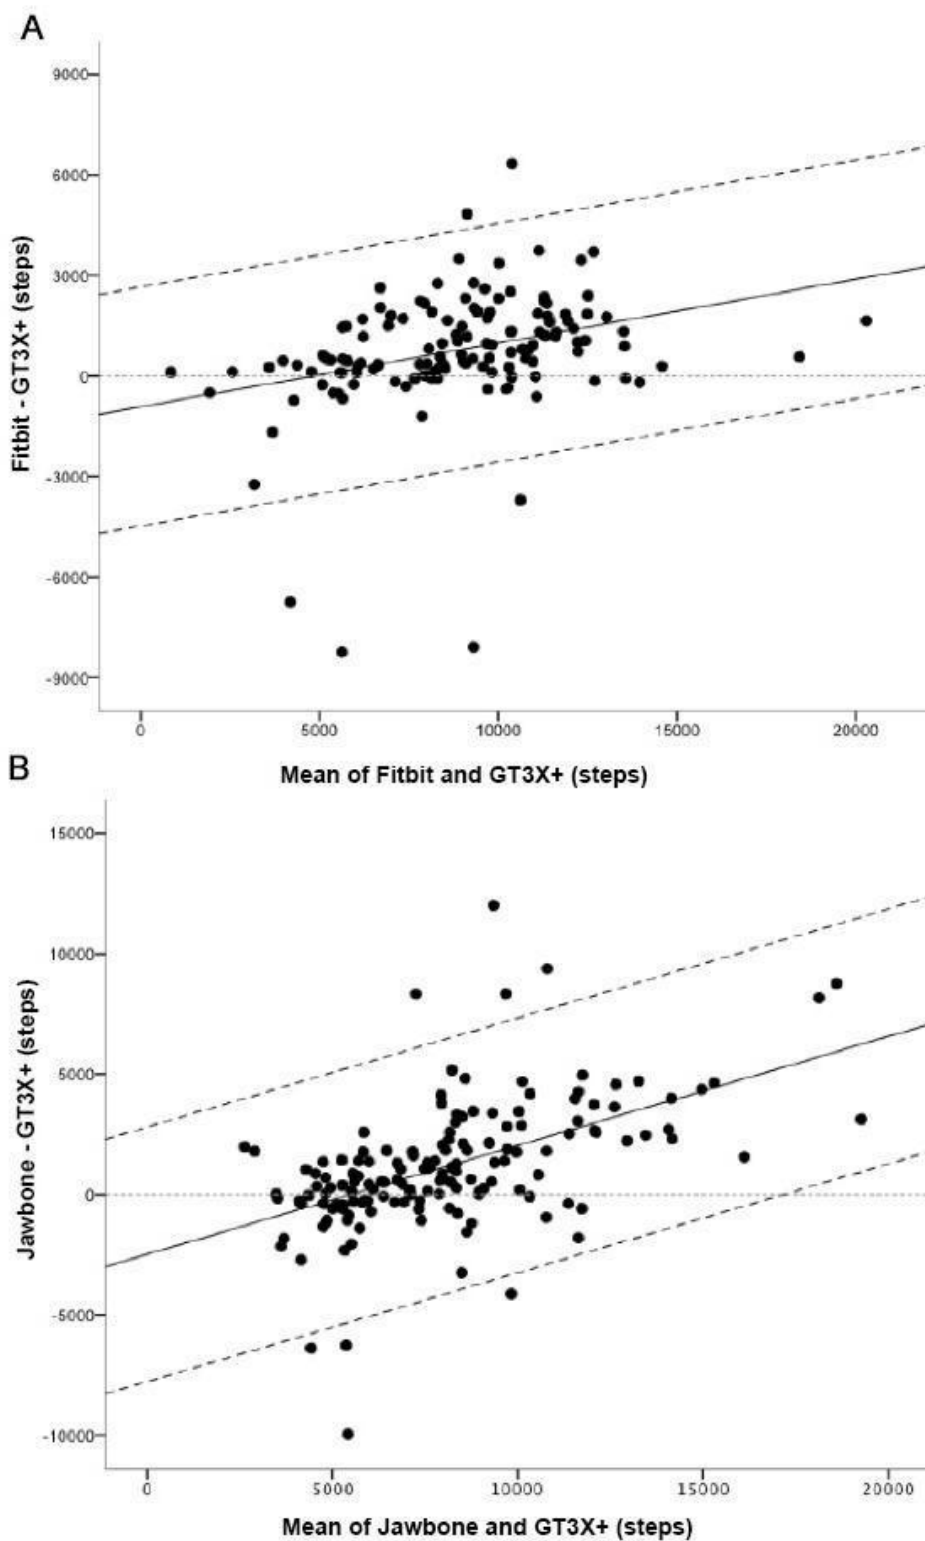 A
9000
6000
3000
0
-3000
-6000
-9000
Fitbit - GT3X+ (steps)
0 5000 10000 15000 20000
Mean of Fitbit and GT3X+ (steps)
B
15000
10000
5000
0
-5000
-10000
Jawbone - GT3X+ (steps)
0 5000 10000 15000 20000
Mean of Jawbone and GT3X+ (steps)